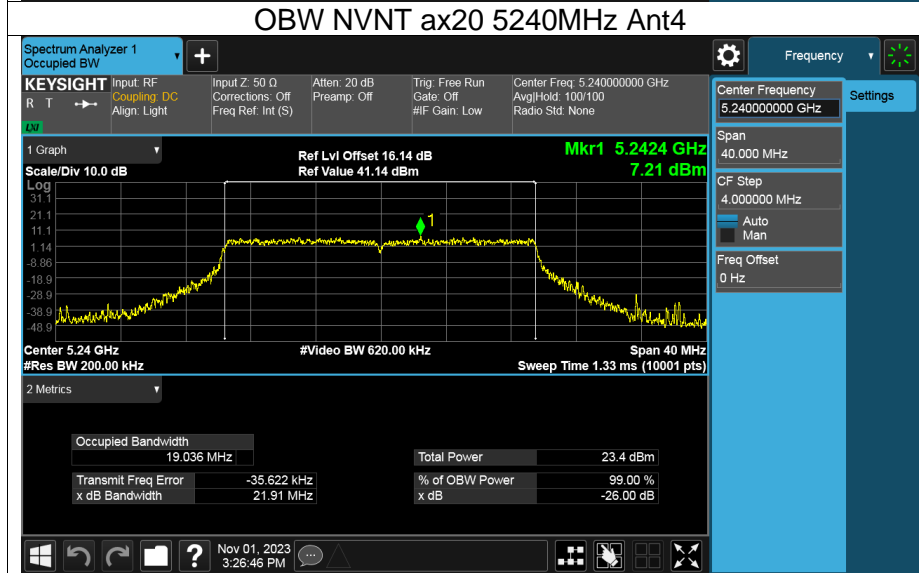 OBW NVNT ax20 5240MHz Ant4
Spectrum Analyzer 1
Occupied BW
+
Frequency
KEYSIGHT
R T
LXI
Input: RF
Coupling: DC
Align: Light
Input Z: 50 Ω
Corrections: Off
Freq Ref: Int (S)
Atten: 20 dB
Preamp: Off
Trig: Free Run
Gate: Off
#IF Gain: Low
Center Freq: 5.240000000 GHz
Avg|Hold: 100/100
Radio Std: None
Center Frequency
5.240000000 GHz
Settings
Span
40.000 MHz
CF Step
4.000000 MHz
Auto
Man
Freq Offset
0 Hz
1 Graph
Scale/Div 10.0 dB
Ref Lvl Offset 16.14 dB
Ref Value 41.14 dBm
Mkr1 5.2424 GHz
7.21 dBm
Log
31.1
21.1
11.1
1.14
-8.86
-18.9
-28.9
-38.9
-48.9
1
Center 5.24 GHz
#Res BW 200.00 kHz
#Video BW 620.00 kHz
Span 40 MHz
Sweep Time 1.33 ms (10001 pts)
2 Metrics
Occupied Bandwidth
19.036 MHz
Transmit Freq Error -35.622 kHz
x dB Bandwidth 21.91 MHz
Total Power 23.4 dBm
% of OBW Power 99.00 %
x dB -26.00 dB
?
Nov 01, 2023
3:26:46 PM